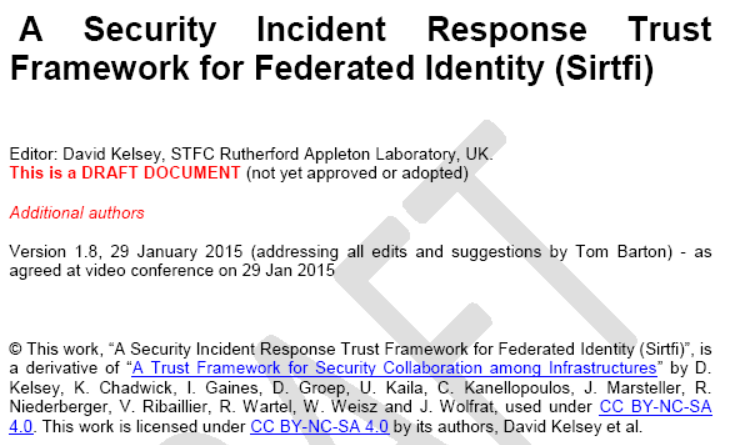 A Security Incident Response Trust
Framework for Federated Identity (Sirtfi)
Editor: David Kelsey, STFC Rutherford Appleton Laboratory, UK.
This is a DRAFT DOCUMENT (not yet approved or adopted)
Additional authors
Version 1.8, 29 January 2015 (addressing all edits and suggestions by Tom Barton) - as
agreed at video conference on 29 Jan 2015
© This work, “A Security Incident Response Trust Framework for Federated Identity (Sirtfi)”, is
a derivative of “A Trust Framework for Security Collaboration among Infrastructures” by D.
Kelsey, K. Chadwick, I. Gaines, D. Groep, U. Kaila, C. Kanellopoulos, J. Marsteller, R.
Niederberger, V. Ribaillier, R. Wartel, W. Weisz and J. Wolfrat, used under CC BY-NC-SA
4.0. This work is licensed under CC BY-NC-SA 4.0 by its authors, David Kelsey et al.
DRAFT